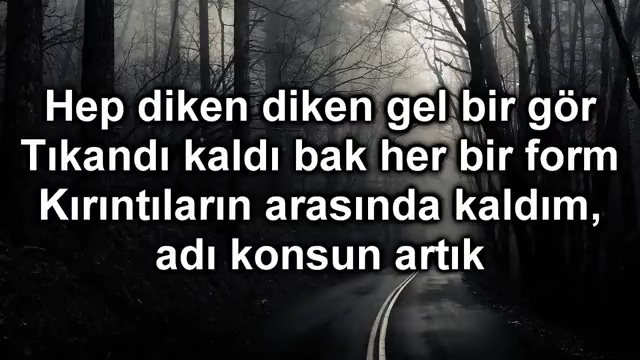 Hep diken diken gel bir gör
Tıkandı kaldı bak her bir form
Kırıntıların arasında kaldım,
adı konsun artık